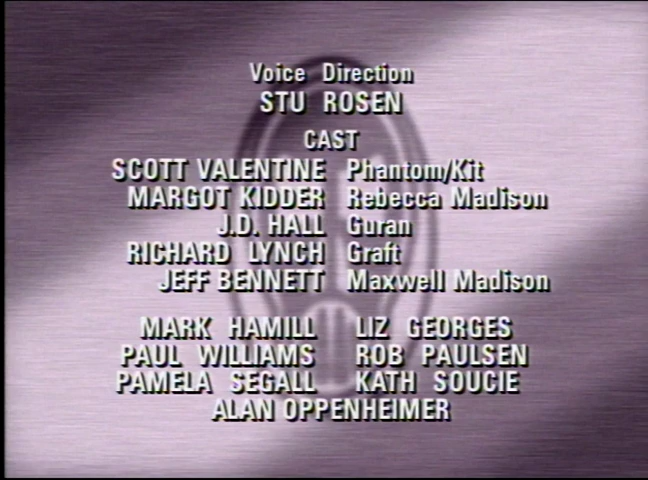 Voice Direction
STU ROSEN
CAST
SCOTT VALENTINE Phantom/Kit
MARGOT KIDDER Rebecca Madison
J.D. HALL Guran
RICHARD LYNCH Graft
JEFF BENNETT Maxwell Madison
MARK HAMILL LIZ GEORGES
PAUL WILLIAMS ROB PAULSEN
PAMELA SEGALL KATH SOUCIE
ALAN OPPENHEIMER